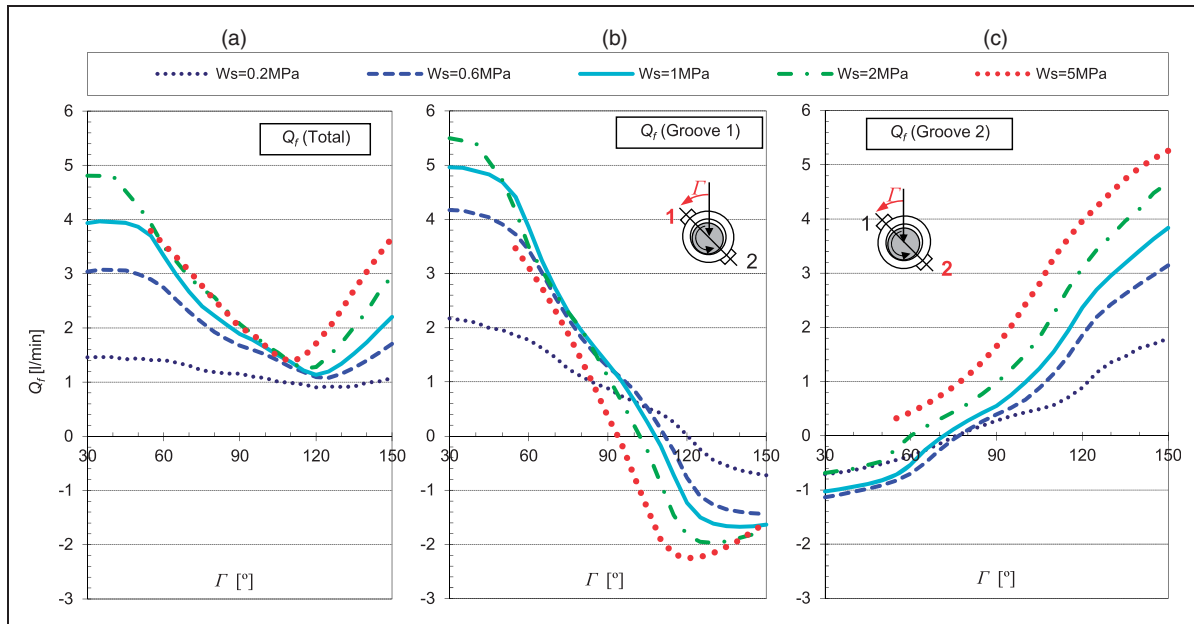 (a) (b) (c)
Ws=0.2MPa Ws=0.6MPa Ws=1MPa Ws=2MPa Ws=5MPa
Qf (Total)
Qf [l/min]
6
5
4
3
2
1
0
-1
-2
-3
30 60 90 120 150
Γ [º]
Qf (Groove 1)
Γ
1
2
6
5
4
3
2
1
0
-1
-2
-3
30 60 90 120 150
Γ [º]
Qf (Groove 2)
Γ
1
2
6
5
4
3
2
1
0
-1
-2
-3
30 60 90 120 150
Γ [º]